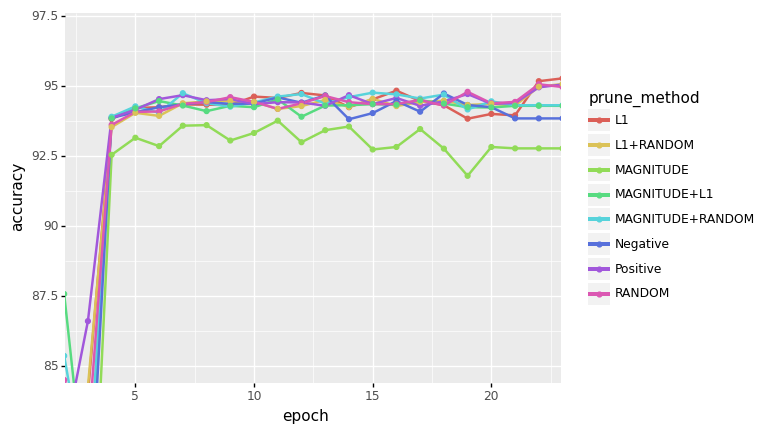 97.5
95
92.5
90
87.5
85
accuracy
5
10
15
20
epoch
prune_method
L1
L1+RANDOM
MAGNITUDE
MAGNITUDE+L1
MAGNITUDE+RANDOM
Negative
Positive
RANDOM